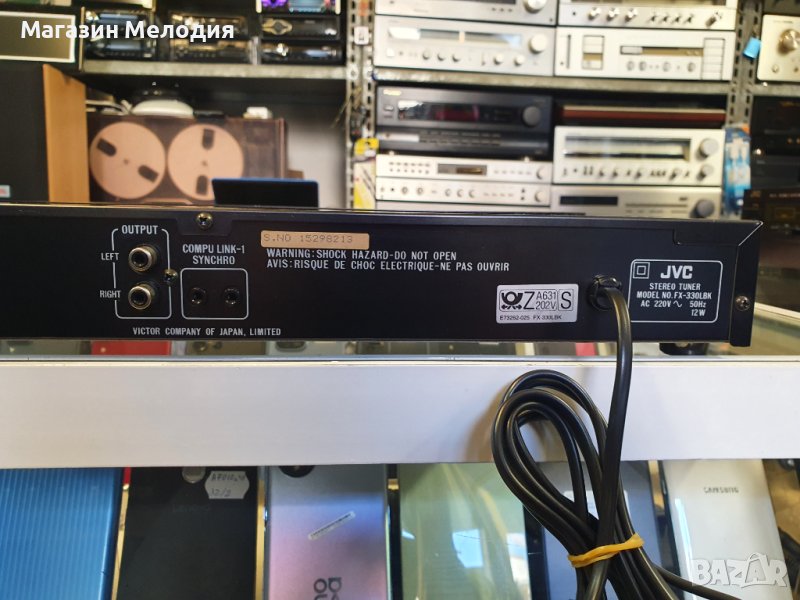 Магазин Мелодия
OUTPUT
LEFT
RIGHT
COMPU LINK-1
SYNCHRO
S.NO 15298213
WARNING:SHOCK HAZARD-DO NOT OPEN
AVIS:RISQUE DE CHOC ELECTRIQUE-NE PAS OUVRIR
VICTOR COMPANY OF JAPAN, LIMITED
Z A631 202V S
E73262-025 FX-330LBK
JVC
STEREO TUNER
MODEL NO.FX-330LBK
AC 220V ~ 50Hz
12W
SAMSUNG
BAZAR